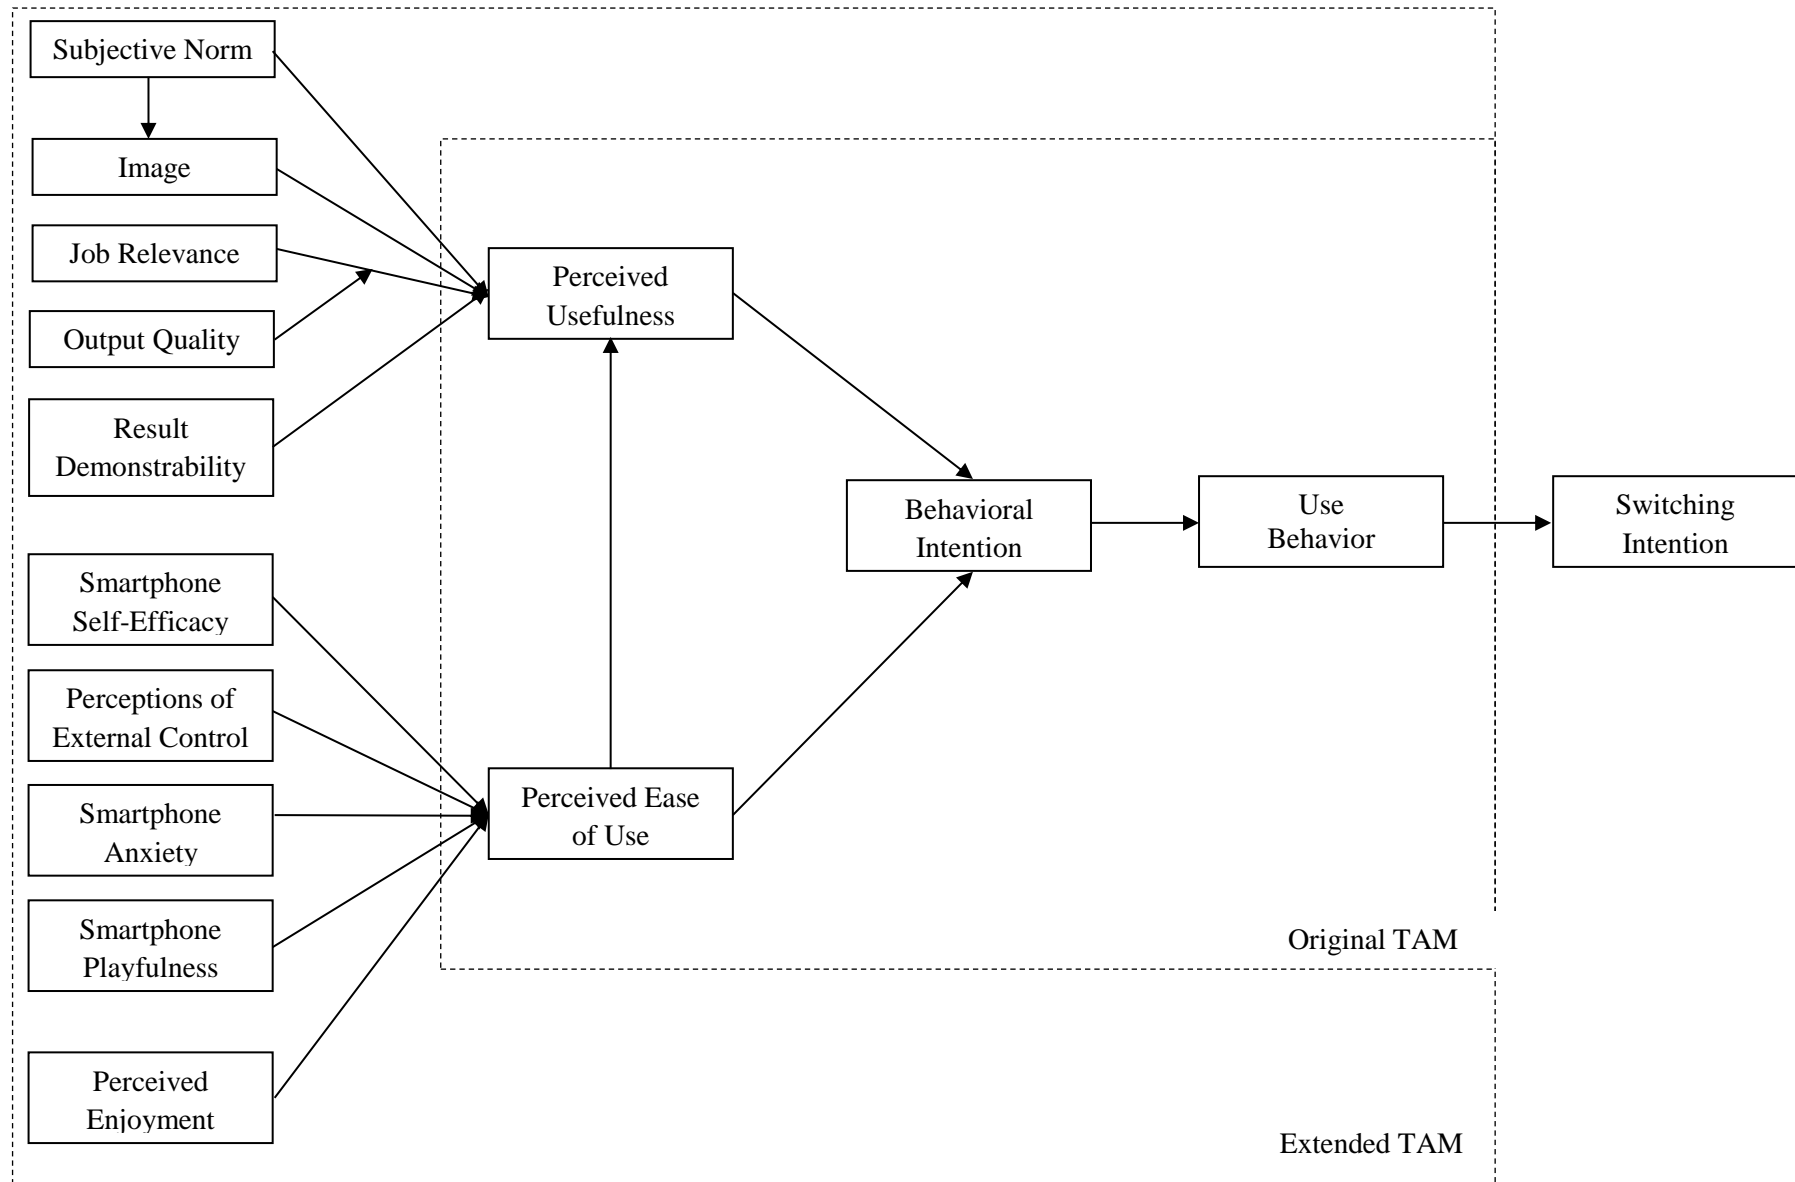 Subjective Norm
Image
Job Relevance
Output Quality
Result
Demonstrability
Smartphone
Self-Efficacy
Perceptions of
External Control
Smartphone
Anxiety
Smartphone
Playfulness
Perceived
Enjoyment
Perceived
Usefulness
Perceived Ease
of Use
Behavioral
Intention
Use
Behavior
Switching
Intention
Original TAM
Extended TAM